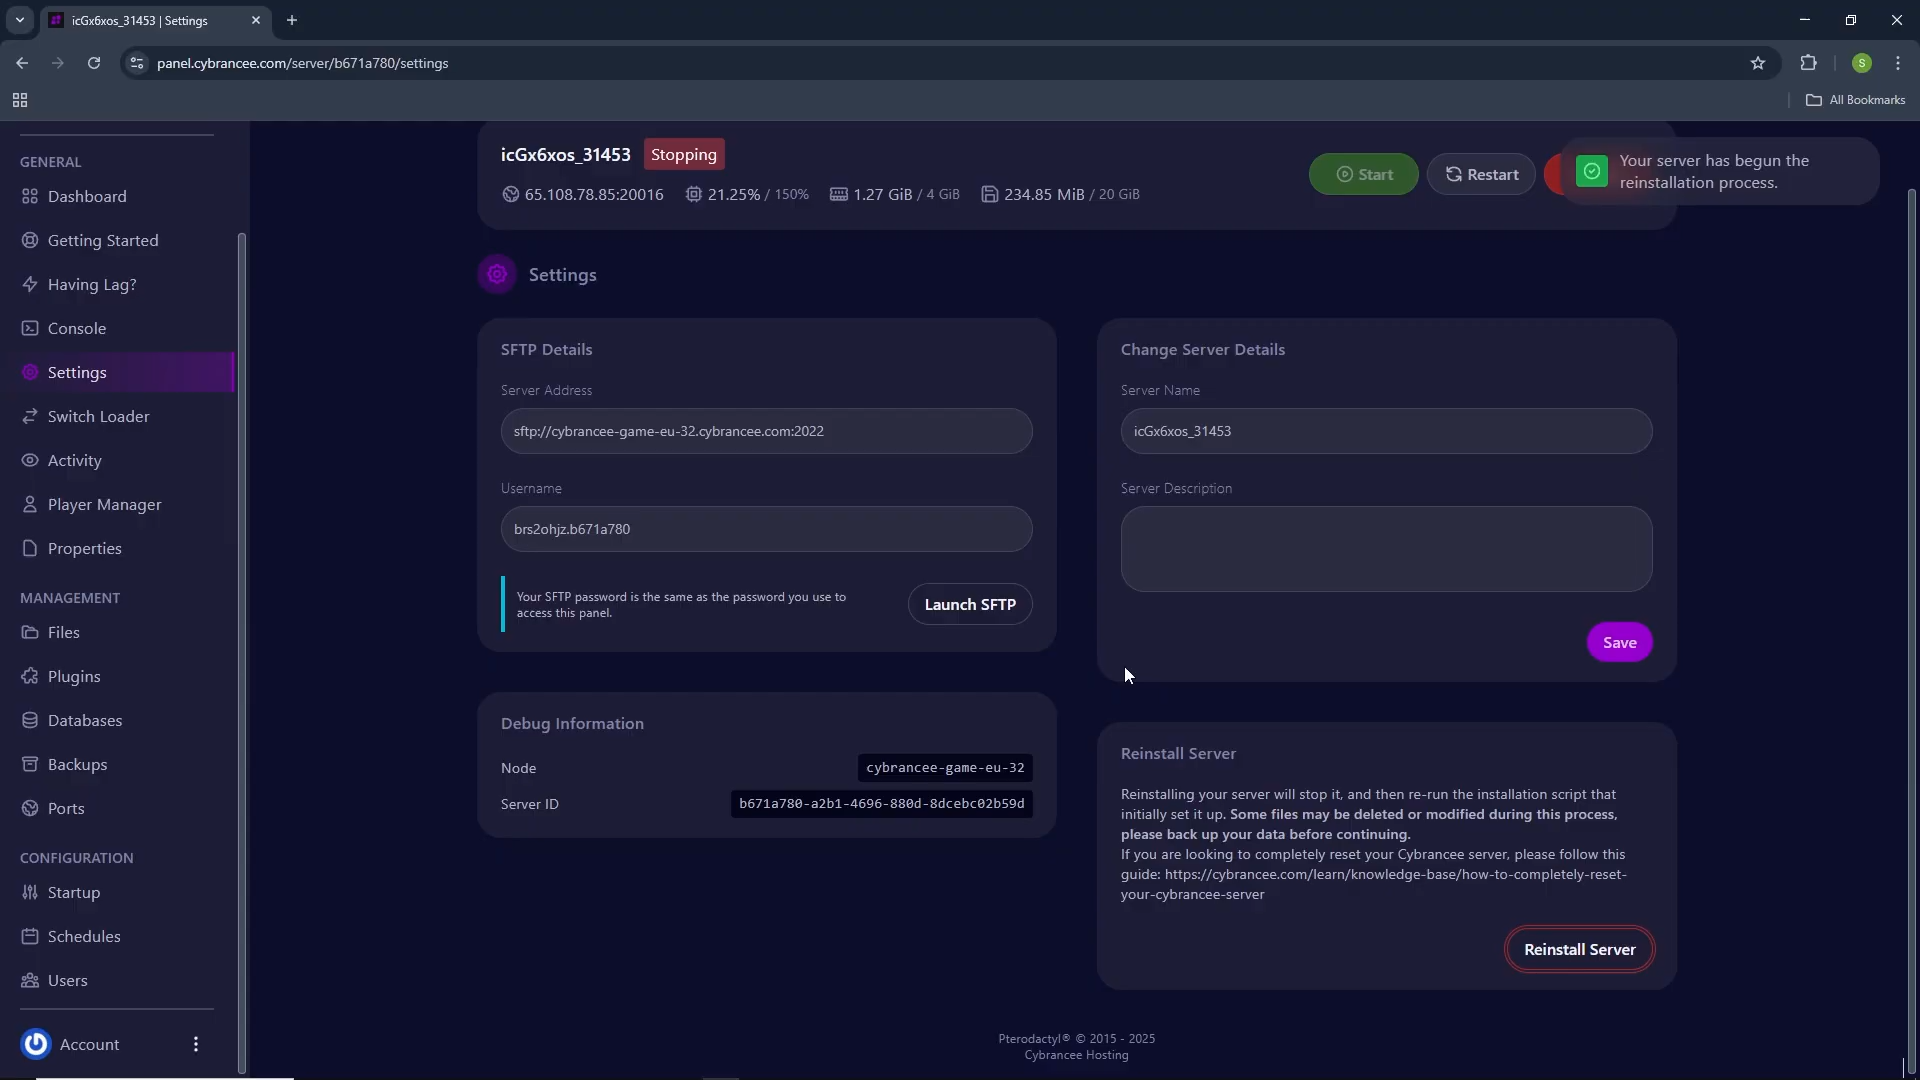 icGx6xos_31453 | Settings
panel.cybrancee.com/server/b671a780/settings
S
All Bookmarks
GENERAL
Dashboard
Getting Started
Having Lag?
Console
Settings
Switch Loader
Activity
Player Manager
Properties
MANAGEMENT
Files
Plugins
Databases
Backups
Ports
CONFIGURATION
Startup
Schedules
Users
Account
icGx6xos_31453 Stopping
65.108.78.85:20016 21.25% / 150% 1.27 GiB / 4 GiB 234.85 MiB / 20 GiB
Start
Restart
Your server has begun the
reinstallation process.
Settings
SFTP Details
Server Address
sftp://cybrancee-game-eu-32.cybrancee.com:2022
Username
brs2ohjz.b671a780
Your SFTP password is the same as the password you use to
access this panel.
Launch SFTP
Debug Information
Node cybrancee-game-eu-32
Server ID b671a780-a2b1-4696-880d-8dcebc02b59d
Change Server Details
Server Name
icGx6xos_31453
Server Description
Save
Reinstall Server
Reinstalling your server will stop it, and then re-run the installation script that
initially set it up. Some files may be deleted or modified during this process,
please back up your data before continuing.
If you are looking to completely reset your Cybrancee server, please follow this
guide: https://cybrancee.com/learn/knowledge-base/how-to-completely-reset-
your-cybrancee-server
Reinstall Server
Pterodactyl® © 2015 - 2025
Cybrancee Hosting